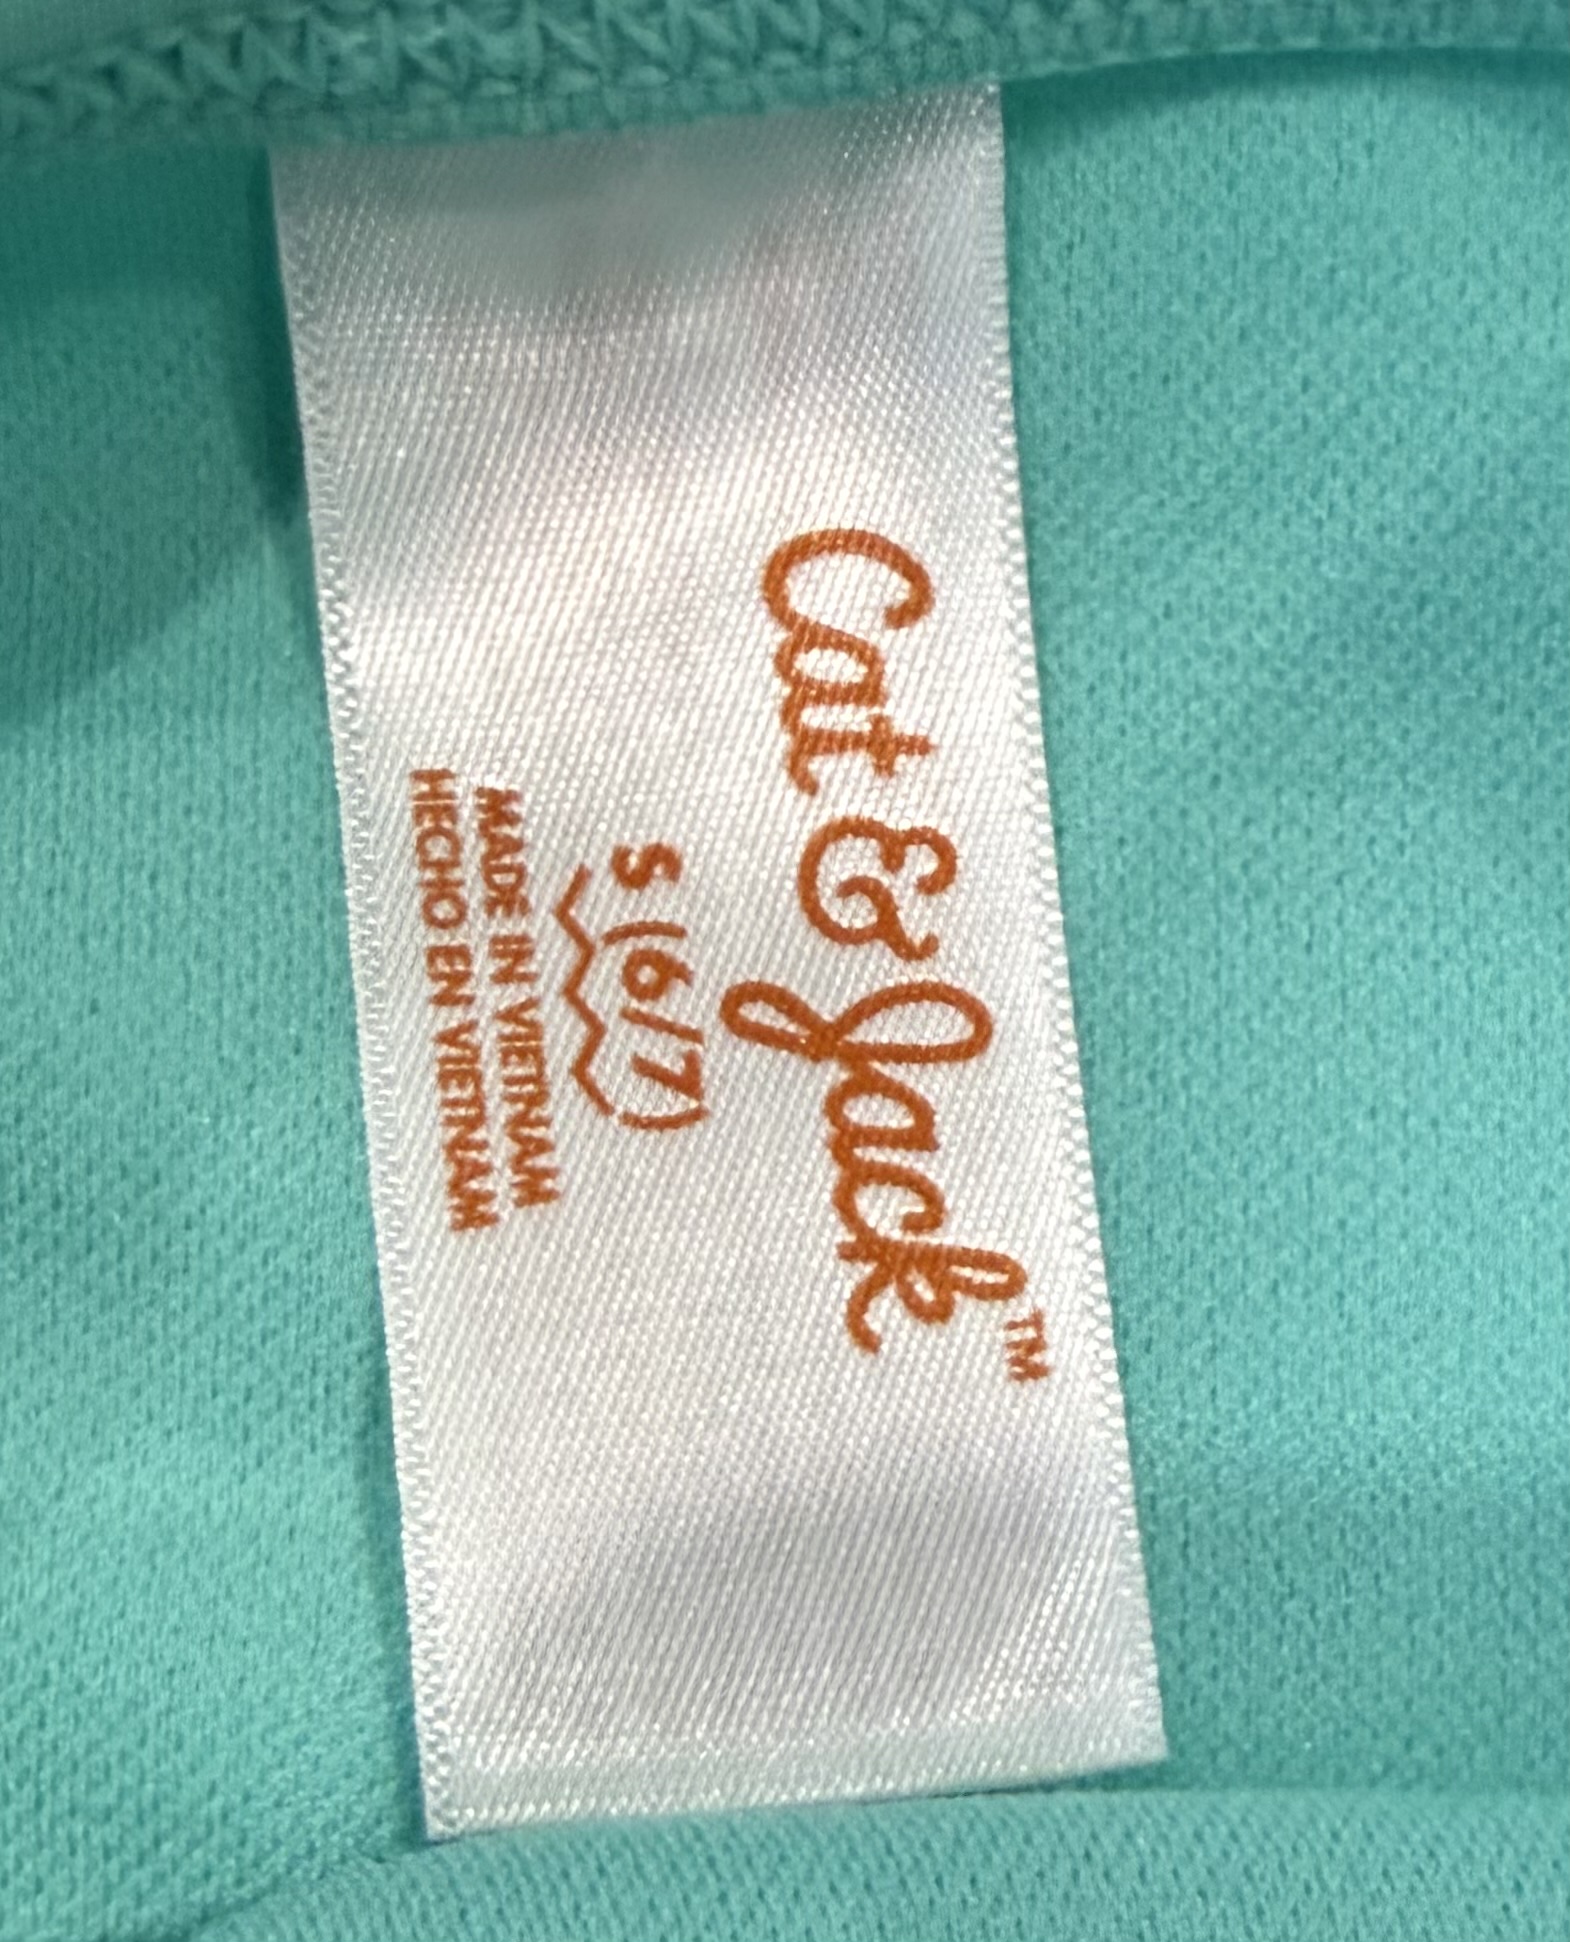 Cat & Jack™
S (6/7)
MADE IN VIETNAM
HECHO EN VIETNAM